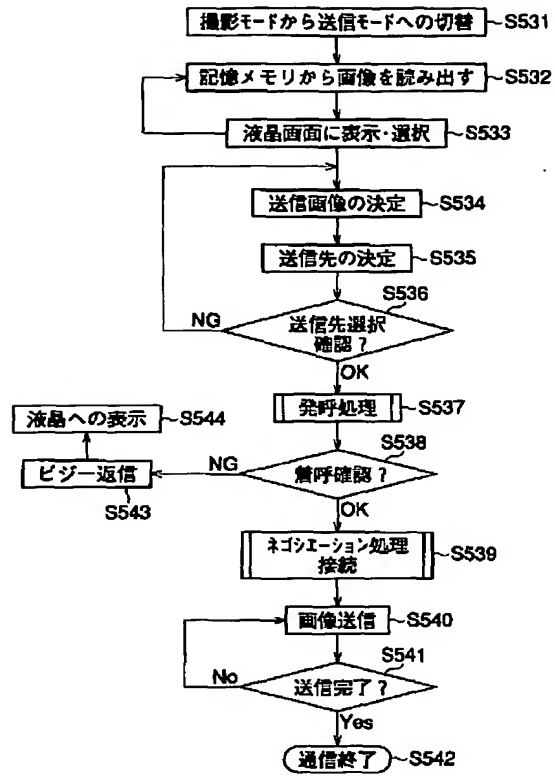 撮影モードから送信モードへの切替 S531
記憶メモリから画像を読み出す S532
液晶画面に表示・選択 S533
送信画像の決定 S534
送信先の決定 S535
S536
NG
送信先選択
確認?
OK
発呼処理 S537
液晶への表示 S544
S538
NG
着呼確認?
ビジー返信
S543
OK
ネゴシエーション処理
接続
S539
画像送信 S540
S541
No
送信完了?
Yes
通信終了 S542